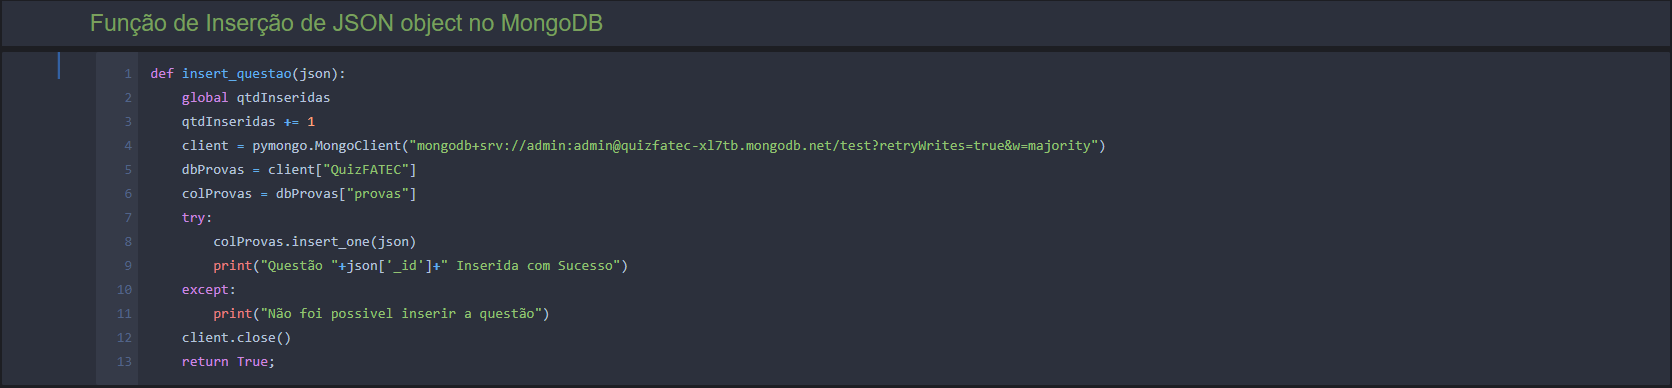 Função de Inserção de JSON object no MongoDB
1 def insert_questao(json):
2     global qtdInseridas
3     qtdInseridas += 1
4     client = pymongo.MongoClient("mongodb+srv://admin:admin@quizfatec-xl7tb.mongodb.net/test?retryWrites=true&w=majority")
5     dbProvas = client["QuizFATEC"]
6     colProvas = dbProvas["provas"]
7     try:
8         colProvas.insert_one(json)
9         print("Questão "+json['_id']+" Inserida com Sucesso")
10     except:
11         print("Não foi possivel inserir a questão")
12     client.close()
13     return True;